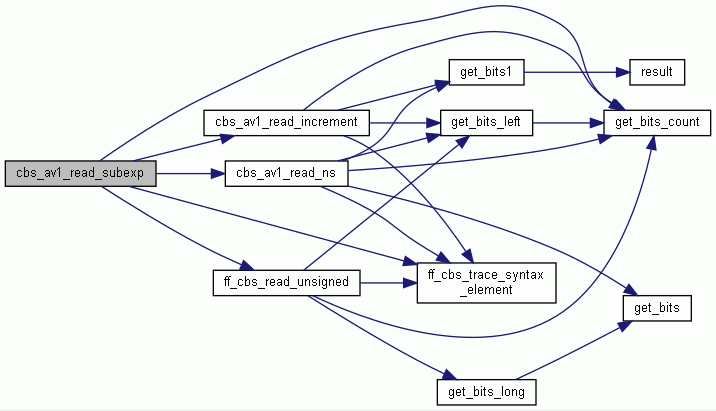 cbs_av1_read_subexp
cbs_av1_read_increment
cbs_av1_read_ns
ff_cbs_read_unsigned
get_bits1
get_bits_left
ff_cbs_trace_syntax
_element
get_bits_long
result
get_bits_count
get_bits